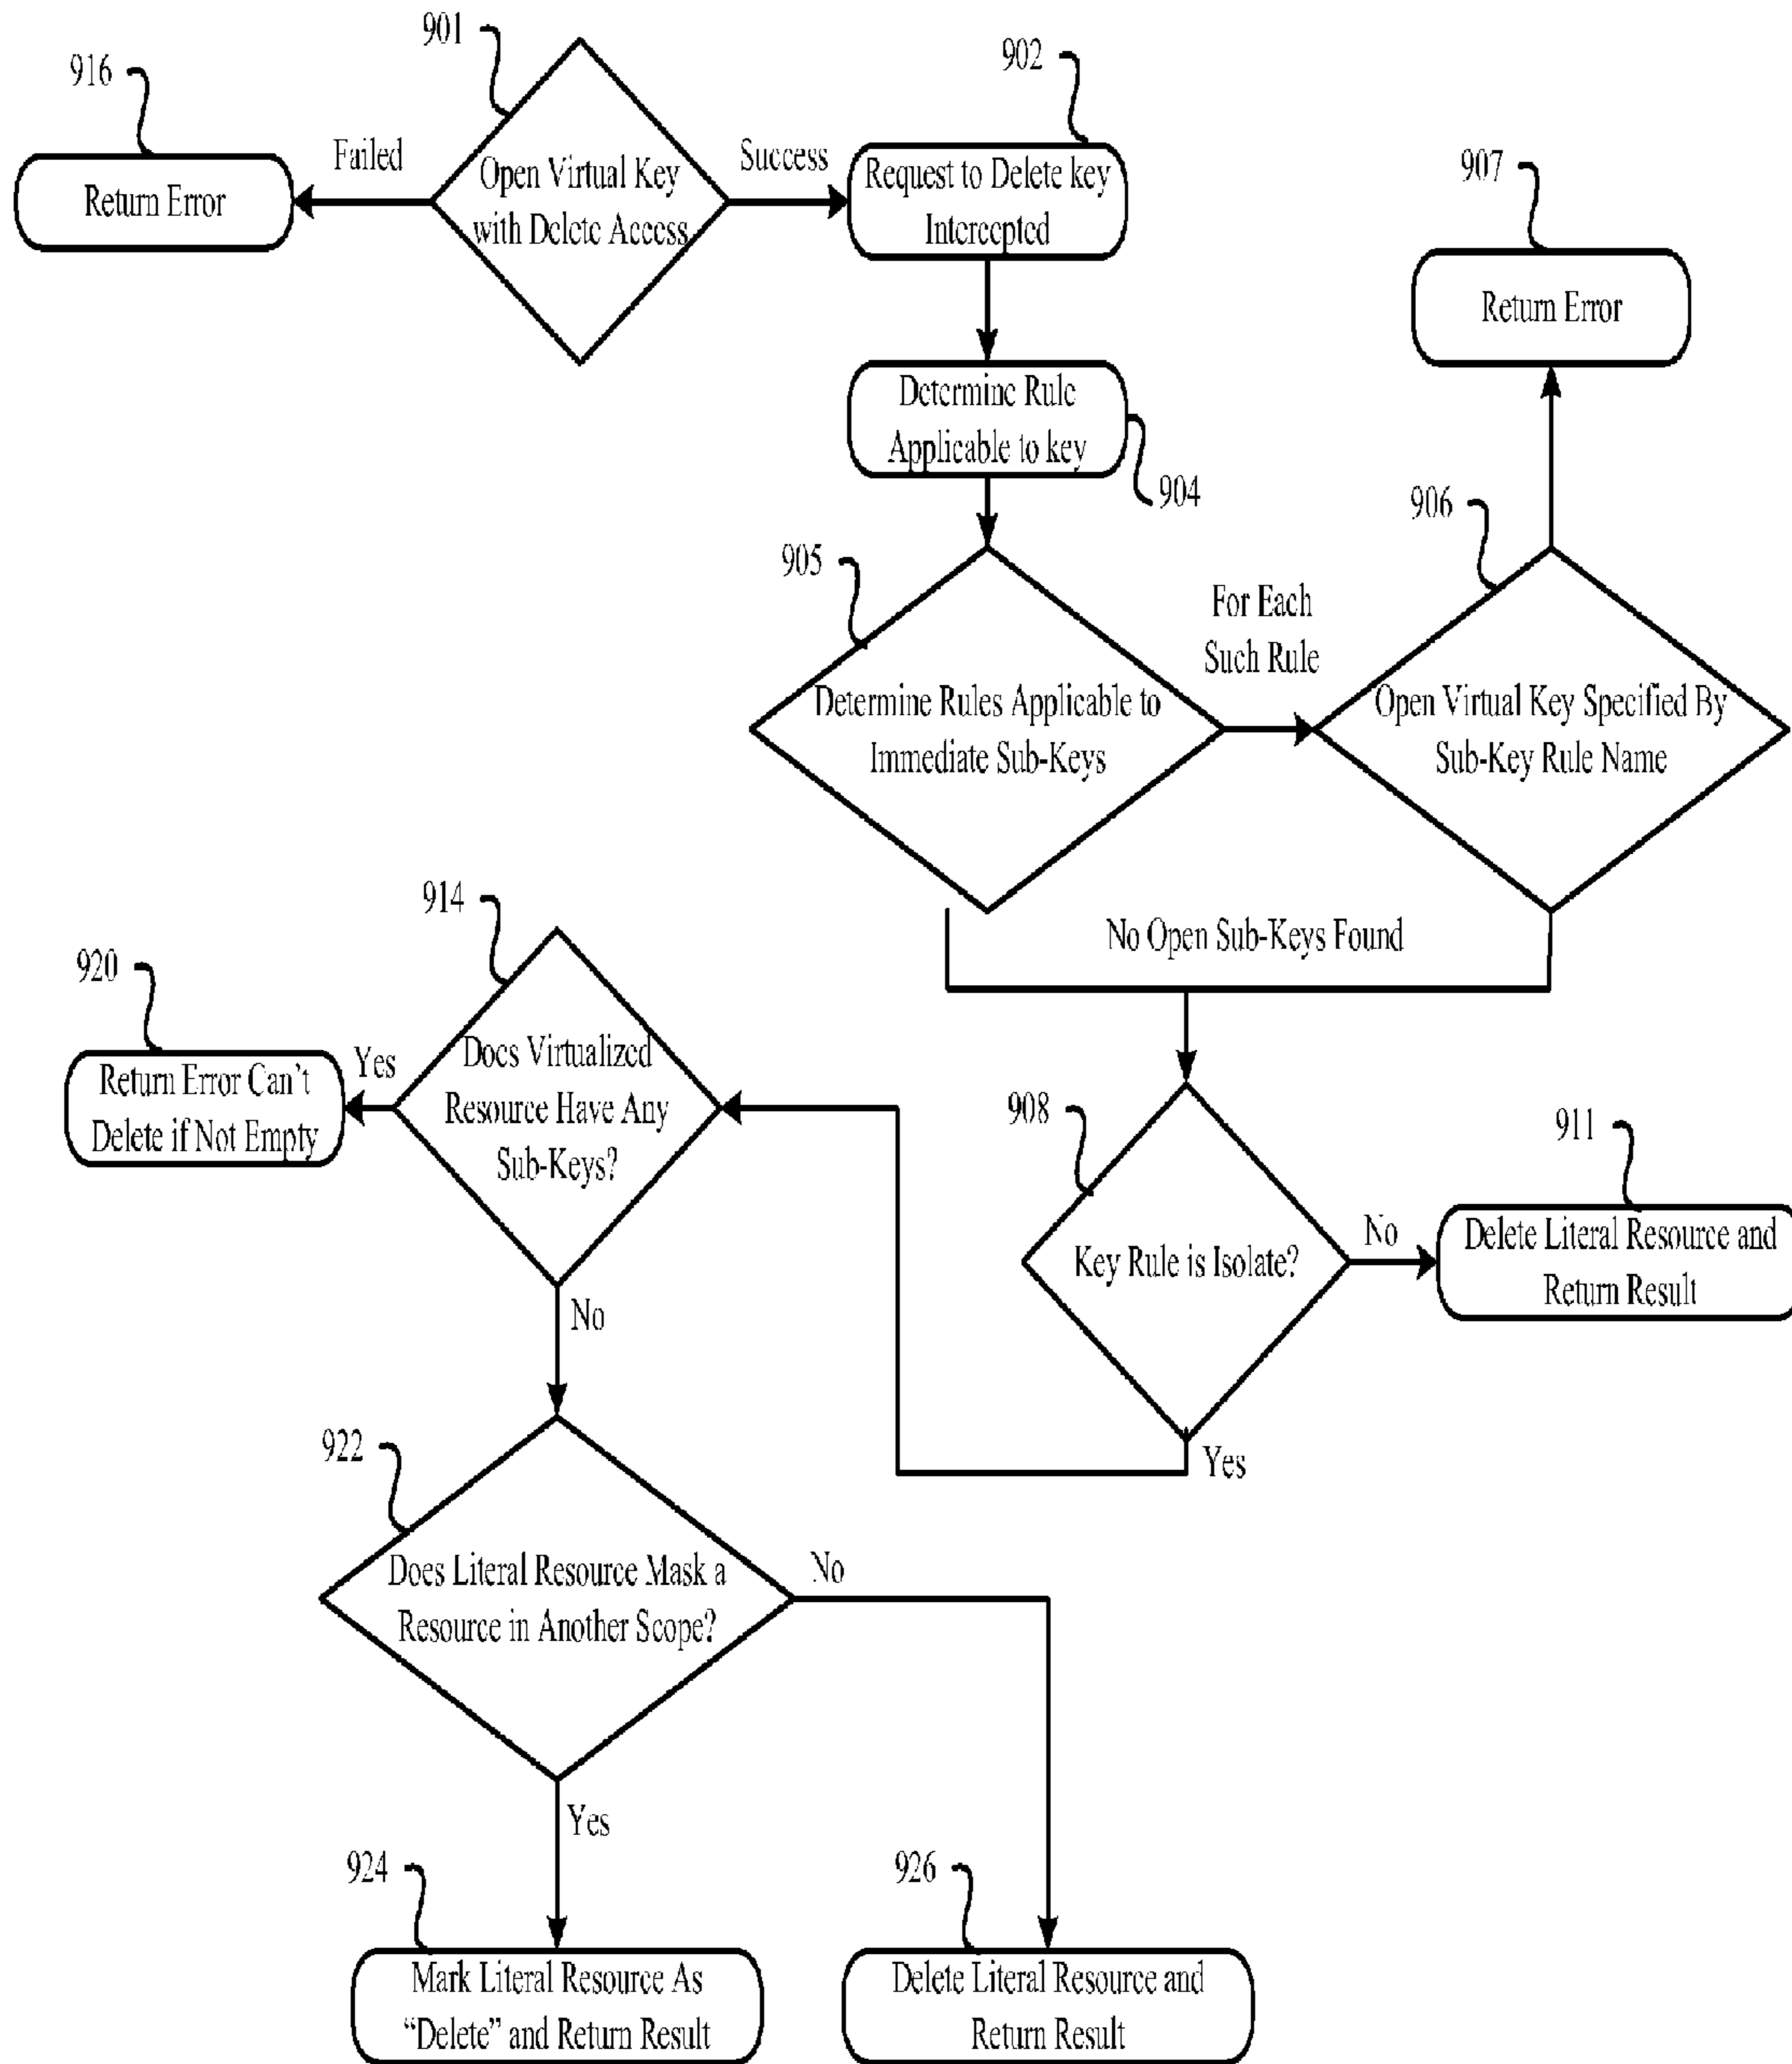 901
902
916
Failed
Success
Return Error
Open Virtual Key
with Delete Access
Request to Delete key
Intercepted
907
Return Error
Determine Rule
Applicable to key
904
906
905
For Each
Such Rule
Determine Rules Applicable to
Immediate Sub-Keys
Open Virtual Key Specified By
Sub-Key Rule Name
914
No Open Sub-Keys Found
920
Does Virtualized
Resource Have Any
Sub-Keys?
Yes
Return Error Can't
Delete if Not Empty
908
911
Key Rule is Isolate?
No
Delete Literal Resource and
Return Result
No
922
Yes
Does Literal Resource Mask a
Resource in Another Scope?
No
Yes
924
926
Mark Literal Resource As
“Delete” and Return Result
Delete Literal Resource and
Return Result